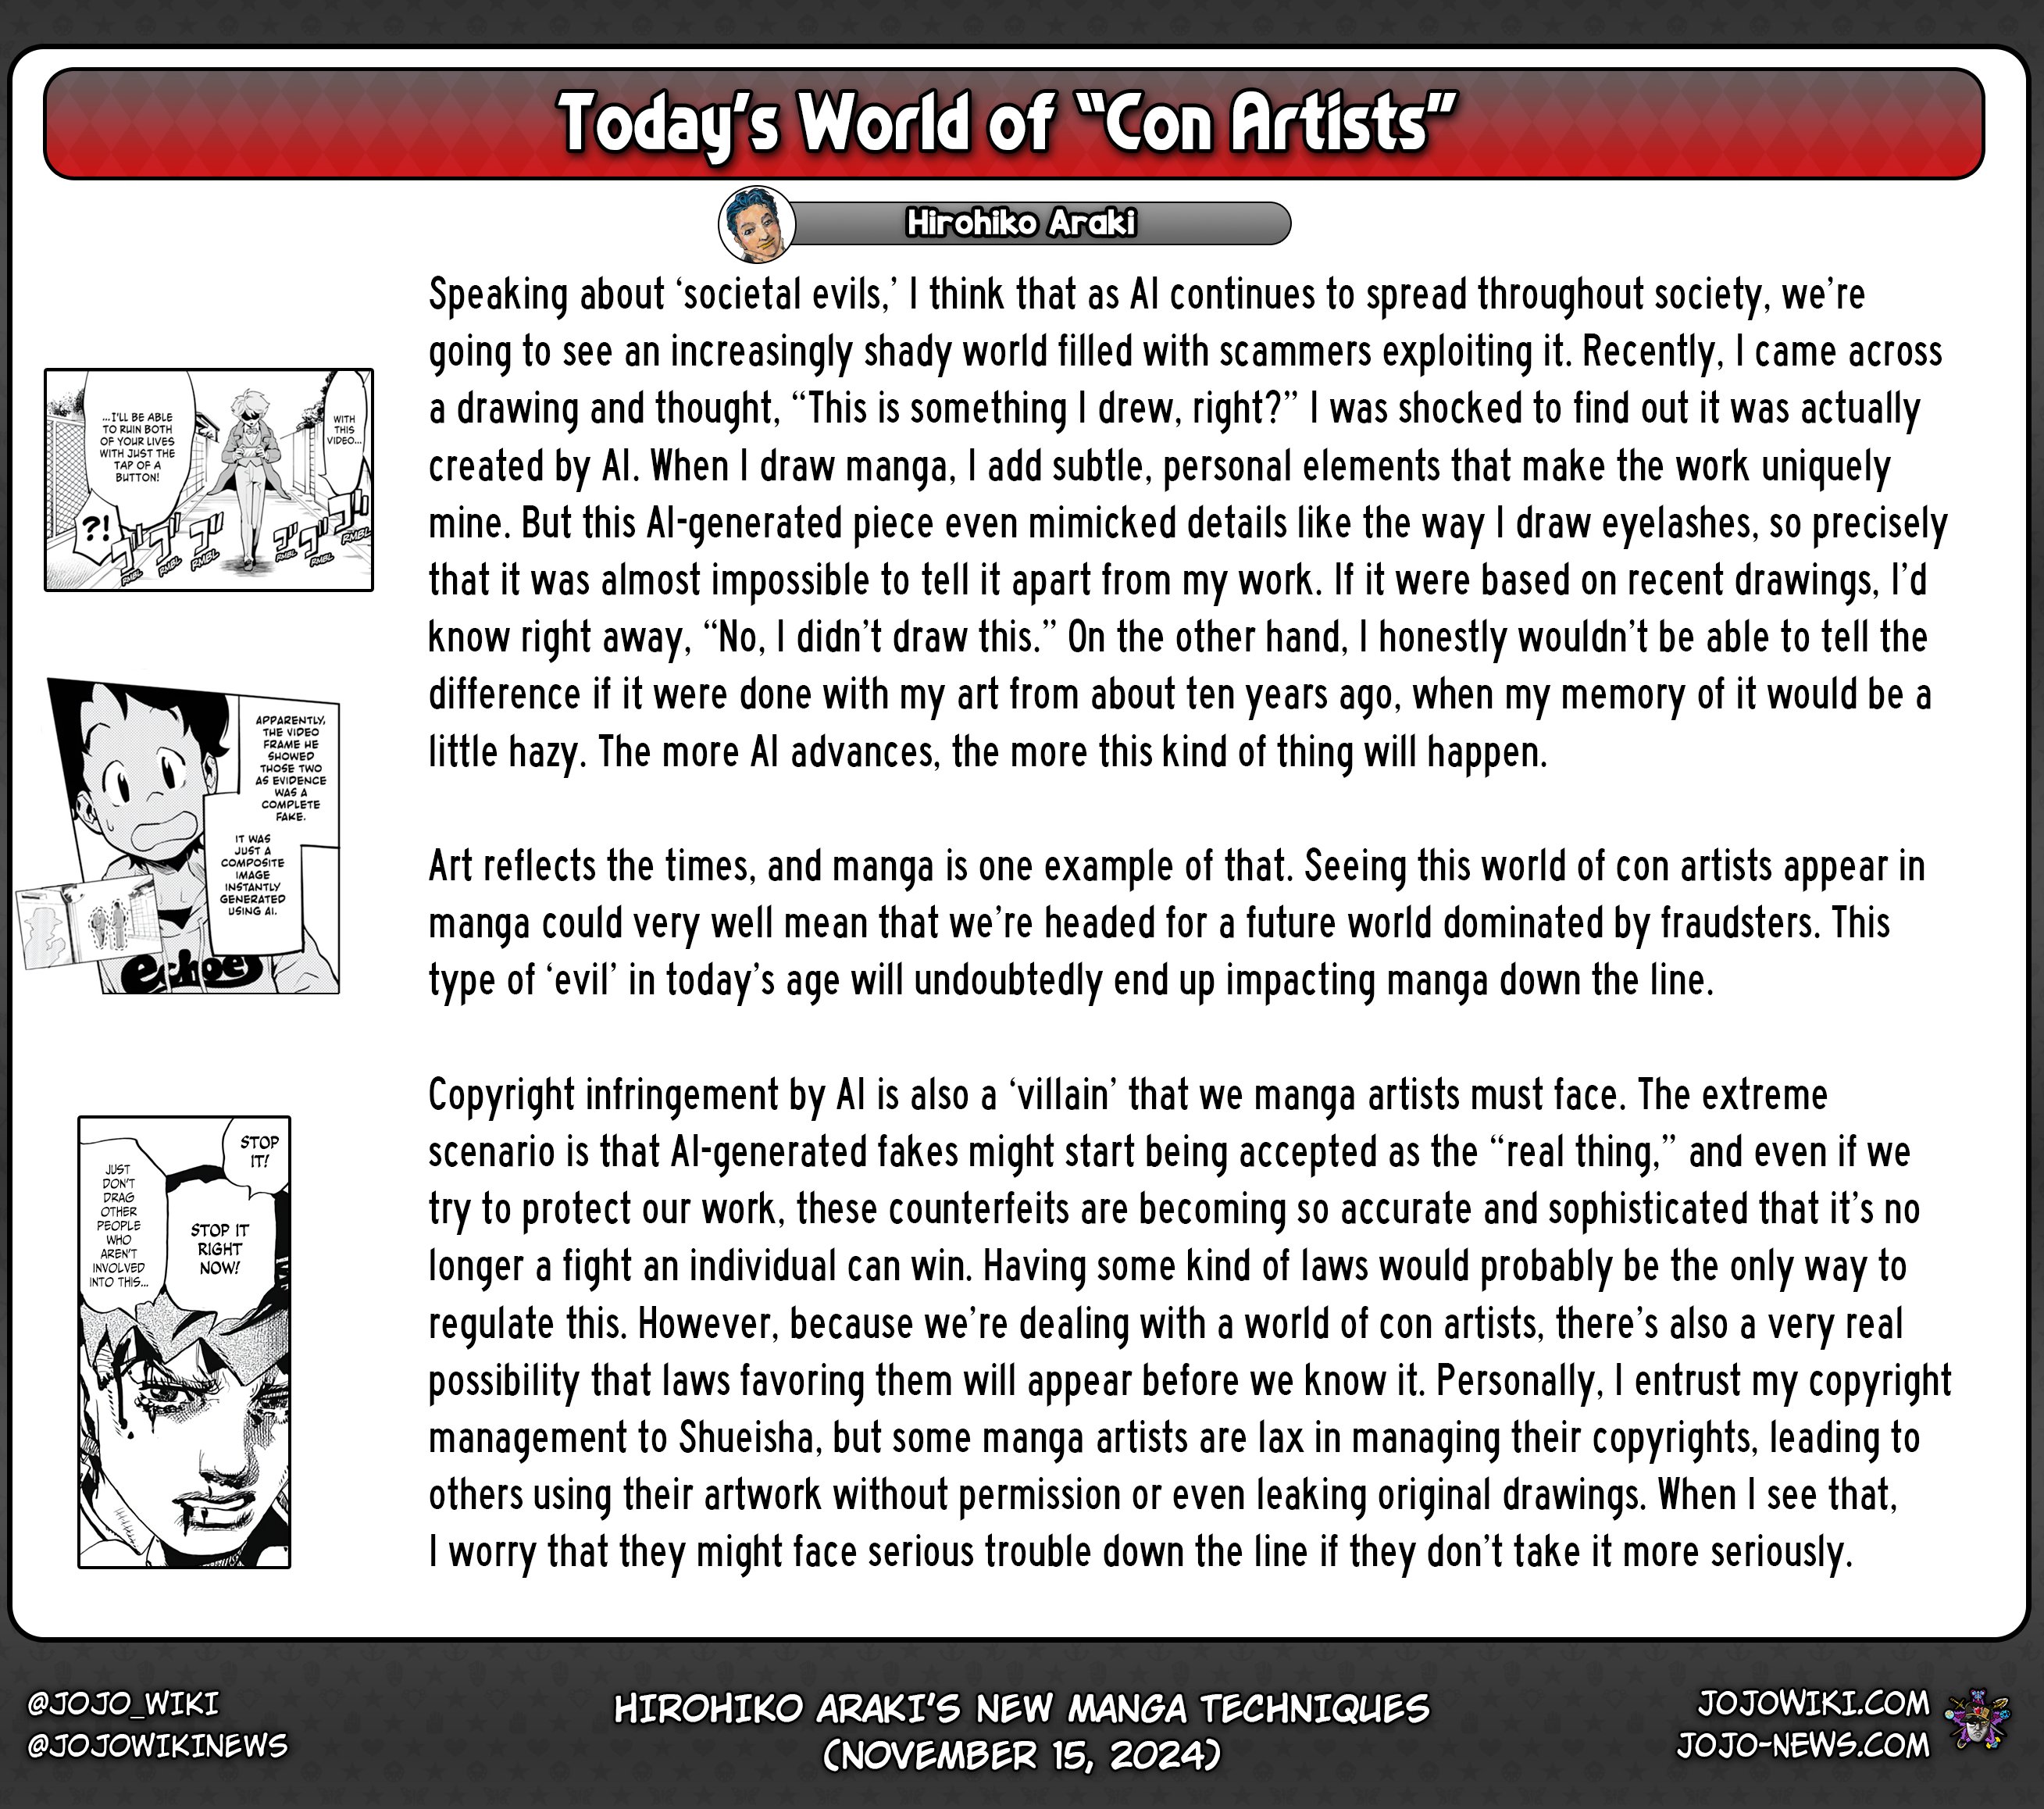 Today's World of “Con Artists”
Hirohiko Araki
Speaking about ‘societal evils,’ I think that as AI continues to spread throughout society, we’re
going to see an increasingly shady world filled with scammers exploiting it. Recently, I came across
a drawing and thought, “This is something I drew, right?” I was shocked to find out it was actually
created by AI. When I draw manga, I add subtle, personal elements that make the work uniquely
mine. But this AI-generated piece even mimicked details like the way I draw eyelashes, so precisely
that it was almost impossible to tell it apart from my work. If it were based on recent drawings, I’d
know right away, “No, I didn’t draw this.” On the other hand, I honestly wouldn’t be able to tell the
difference if it were done with my art from about ten years ago, when my memory of it would be a
little hazy. The more AI advances, the more this kind of thing will happen.
Art reflects the times, and manga is one example of that. Seeing this world of con artists appear in
manga could very well mean that we’re headed for a future world dominated by fraudsters. This
type of ‘evil’ in today’s age will undoubtedly end up impacting manga down the line.
Copyright infringement by AI is also a ‘villain’ that we manga artists must face. The extreme
scenario is that AI-generated fakes might start being accepted as the “real thing,” and even if we
try to protect our work, these counterfeits are becoming so accurate and sophisticated that it’s no
longer a fight an individual can win. Having some kind of laws would probably be the only way to
regulate this. However, because we’re dealing with a world of con artists, there’s also a very real
possibility that laws favoring them will appear before we know it. Personally, I entrust my copyright
management to Shueisha, but some manga artists are lax in managing their copyrights, leading to
others using their artwork without permission or even leaking original drawings. When I see that,
I worry that they might face serious trouble down the line if they don’t take it more seriously.
WITH
THIS
VIDEO...
...I'LL BE ABLE
TO RUIN BOTH
OF YOUR LIVES
WITH JUST THE
TAP OF A
BUTTON!
?!
ゴ
ゴ
ゴ
ゴ
ゴ
ゴ
RMBL
RMBL
RMBL
RMBL
RMBL
RMBL
APPARENTLY,
THE VIDEO
FRAME HE
SHOWED
THOSE TWO
AS EVIDENCE
WAS A
COMPLETE
FAKE.
IT WAS
JUST A
COMPOSITE
IMAGE
INSTANTLY
GENERATED
USING AI.
echoes
STOP
IT!
STOP IT
RIGHT
NOW!
JUST
DON'T
DRAG
OTHER
PEOPLE
WHO
AREN'T
INVOLVED
INTO THIS...
@JOJO_WIKI
@JOJOWIKINEWS
HIROHIKO ARAKI'S NEW MANGA TECHNIQUES
(NOVEMBER 15, 2024)
JOJOWIKI.COM
JOJO-NEWS.COM